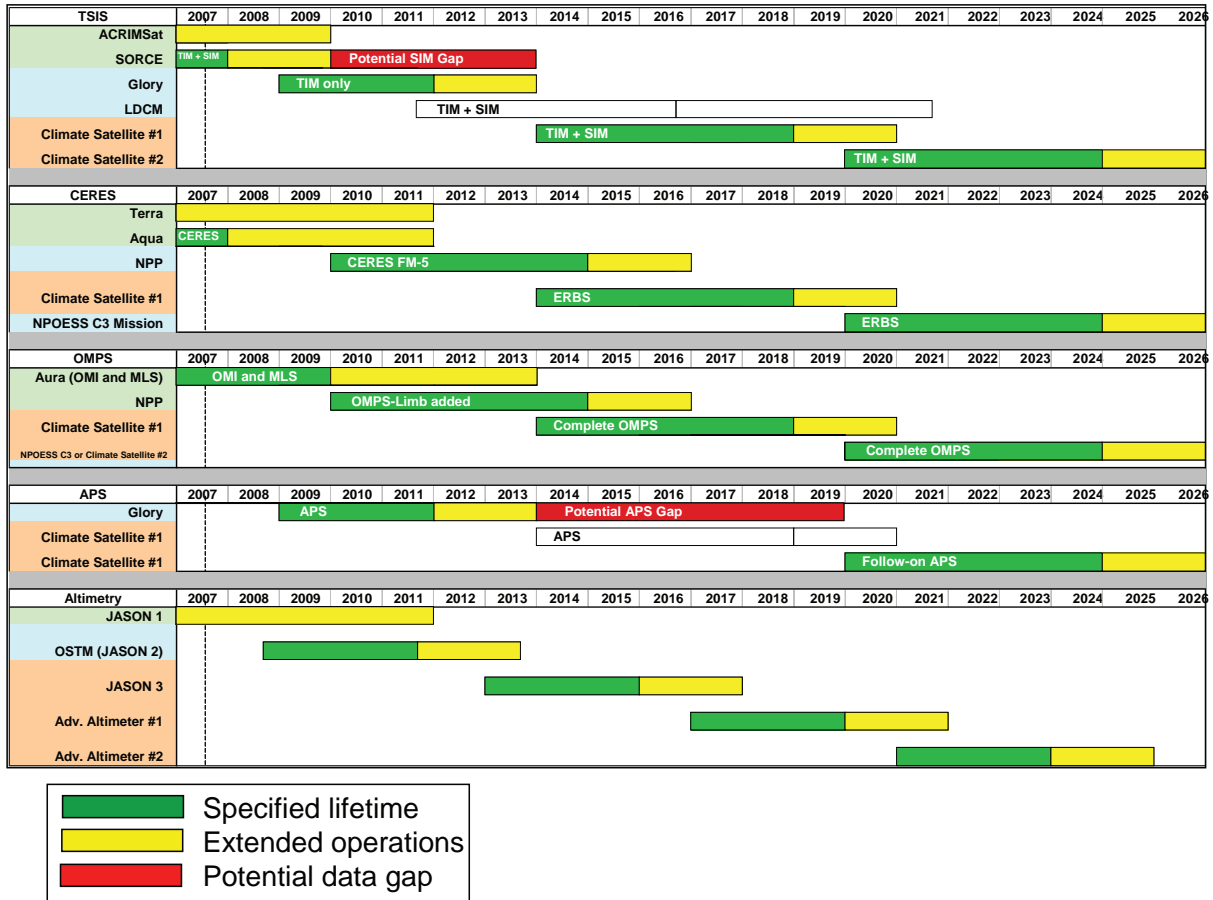 TSIS 2007 2008 2009 2010 2011 2012 2013 2014 2015 2016 2017 2018 2019 2020 2021 2022 2023 2024 2025 2026
ACRIMSat
SORCE TIM + SIM Potential SIM Gap
Glory TIM only
LDCM TIM + SIM
Climate Satellite #1 TIM + SIM
Climate Satellite #2 TIM + SIM
CERES 2007 2008 2009 2010 2011 2012 2013 2014 2015 2016 2017 2018 2019 2020 2021 2022 2023 2024 2025 2026
Terra
Aqua CERES
NPP CERES FM-5
Climate Satellite #1 ERBS
NPOESS C3 Mission ERBS
OMPS 2007 2008 2009 2010 2011 2012 2013 2014 2015 2016 2017 2018 2019 2020 2021 2022 2023 2024 2025 2026
Aura (OMI and MLS) OMI and MLS
NPP OMPS-Limb added
Climate Satellite #1 Complete OMPS
NPOESS C3 or Climate Satellite #2 Complete OMPS
APS 2007 2008 2009 2010 2011 2012 2013 2014 2015 2016 2017 2018 2019 2020 2021 2022 2023 2024 2025 2026
Glory APS Potential APS Gap
Climate Satellite #1 APS
Climate Satellite #1 Follow-on APS
Altimetry 2007 2008 2009 2010 2011 2012 2013 2014 2015 2016 2017 2018 2019 2020 2021 2022 2023 2024 2025 2026
JASON 1
OSTM (JASON 2)
JASON 3
Adv. Altimeter #1
Adv. Altimeter #2
Specified lifetime
Extended operations
Potential data gap